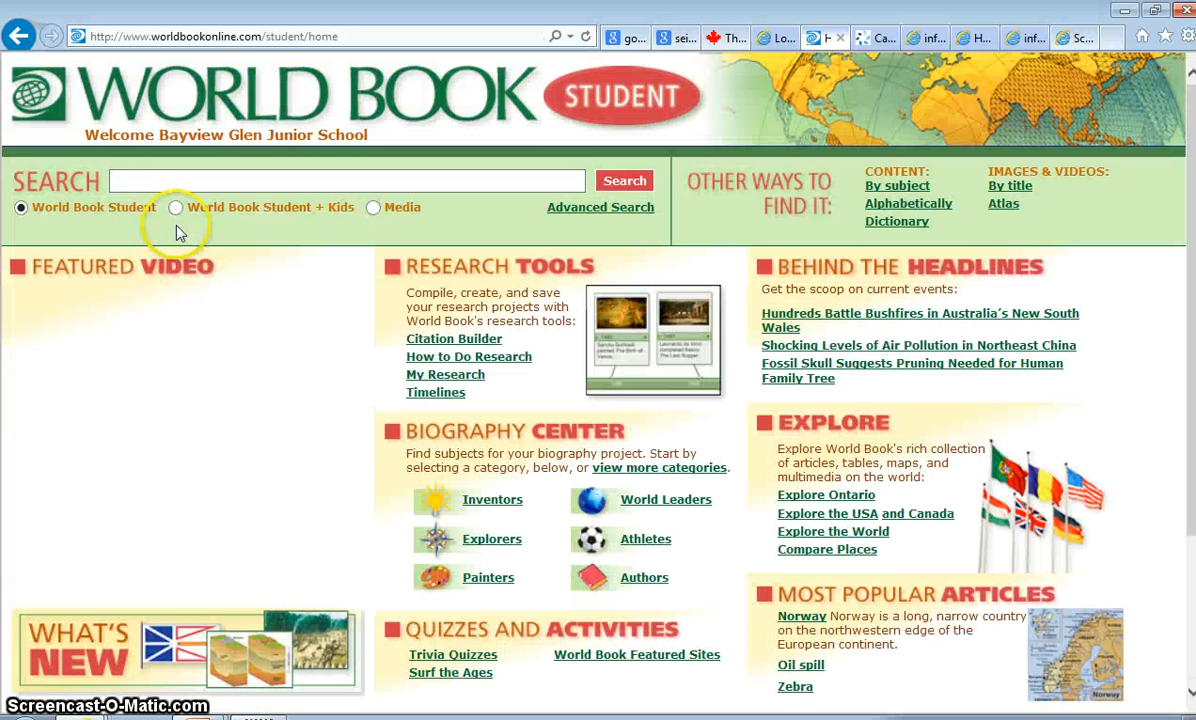 http://www.worldbookonline.com/student/home
go...
sei...
Th...
Lo...
H
Ca...
inf...
H...
inf...
Sc...
WORLD BOOK STUDENT
Welcome Bayview Glen Junior School
SEARCH
Search
World Book Student
World Book Student + Kids
Media
Advanced Search
OTHER WAYS TO
FIND IT:
CONTENT:
By subject
Alphabetically
Dictionary
IMAGES & VIDEOS:
By title
Atlas
FEATURED VIDEO
WHAT'S
NEW
RESEARCH TOOLS
Compile, create, and save
your research projects with
World Book's research tools:
Citation Builder
How to Do Research
My Research
Timelines
BIOGRAPHY CENTER
Find subjects for your biography project. Start by
selecting a category, below, or view more categories.
Inventors
World Leaders
Explorers
Athletes
Painters
Authors
QUIZZES AND ACTIVITIES
Trivia Quizzes
World Book Featured Sites
Surf the Ages
BEHIND THE HEADLINES
Get the scoop on current events:
Hundreds Battle Bushfires in Australia's New South
Wales
Shocking Levels of Air Pollution in Northeast China
Fossil Skull Suggests Pruning Needed for Human
Family Tree
EXPLORE
Explore World Book's rich collection
of articles, tables, maps, and
multimedia on the world:
Explore Ontario
Explore the USA and Canada
Explore the World
Compare Places
MOST POPULAR ARTICLES
Norway Norway is a long, narrow country
on the northwestern edge of the
European continent.
Oil spill
Zebra
Norway
Screencast-O-Matic.com